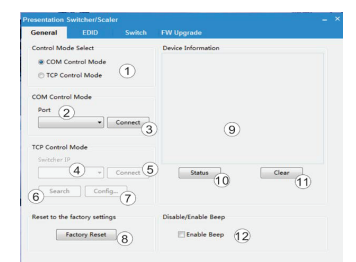 Presentation Switcher/Scaler
General EDID Switch FW Upgrade
Control Mode Select
COM Control Mode
TCP Control Mode
1
COM Control Mode
Port
2
Connect
3
TCP Control Mode
Switcher IP
4
Connect
5
Search
6
Config...
7
Reset to the factory settings
Factory Reset
8
Device Information
9
Status
10
Clear
11
Disable/Enable Beep
Enable Beep
12